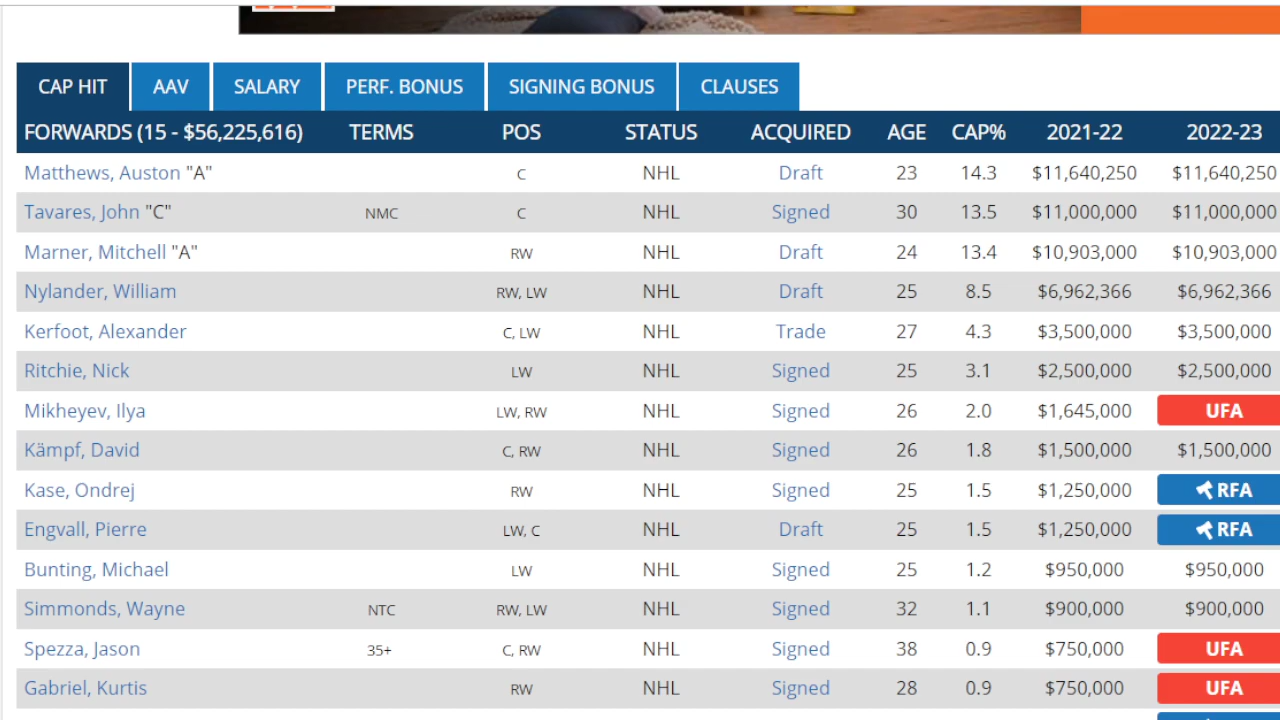 CAP HIT AAV SALARY PERF. BONUS SIGNING BONUS CLAUSES
FORWARDS (15 - $56,225,616) TERMS POS STATUS ACQUIRED AGE CAP% 2021-22 2022-23
Matthews, Auston "A" C NHL Draft 23 14.3 $11,640,250 $11,640,250
Tavares, John "C" NMC C NHL Signed 30 13.5 $11,000,000 $11,000,000
Marner, Mitchell "A" RW NHL Draft 24 13.4 $10,903,000 $10,903,000
Nylander, William RW, LW NHL Draft 25 8.5 $6,962,366 $6,962,366
Kerfoot, Alexander C, LW NHL Trade 27 4.3 $3,500,000 $3,500,000
Ritchie, Nick LW NHL Signed 25 3.1 $2,500,000 $2,500,000
Mikheyev, Ilya LW, RW NHL Signed 26 2.0 $1,645,000 UFA
Kämpf, David C, RW NHL Signed 26 1.8 $1,500,000 $1,500,000
Kase, Ondrej RW NHL Signed 25 1.5 $1,250,000 RFA
Engvall, Pierre LW, C NHL Draft 25 1.5 $1,250,000 RFA
Bunting, Michael LW NHL Signed 25 1.2 $950,000 $950,000
Simmonds, Wayne NTC RW, LW NHL Signed 32 1.1 $900,000 $900,000
Spezza, Jason 35+ C, RW NHL Signed 38 0.9 $750,000 UFA
Gabriel, Kurtis RW NHL Signed 28 0.9 $750,000 UFA